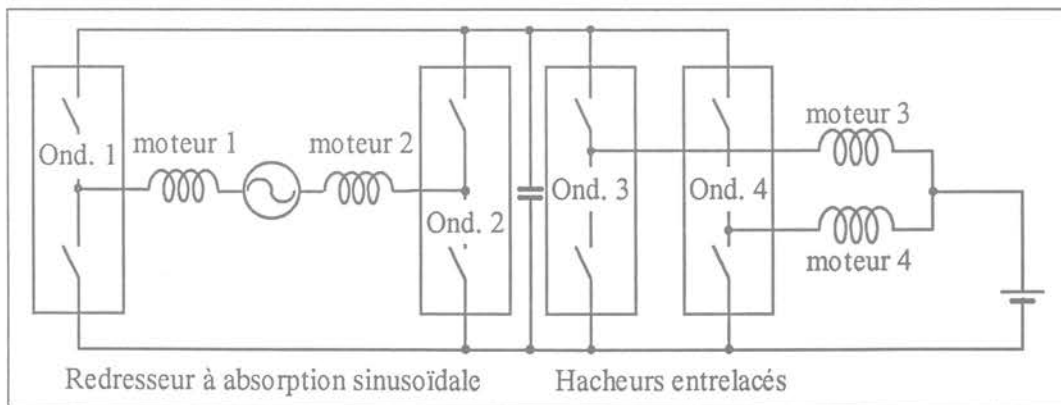 moteur 3
moteur 1
moteur 2
Ond. 1
Ond. 3
Ond. 4
Ond. 2
moteur 4
Redresseur à absorption sinusoïdale
Hacheurs entrelacés